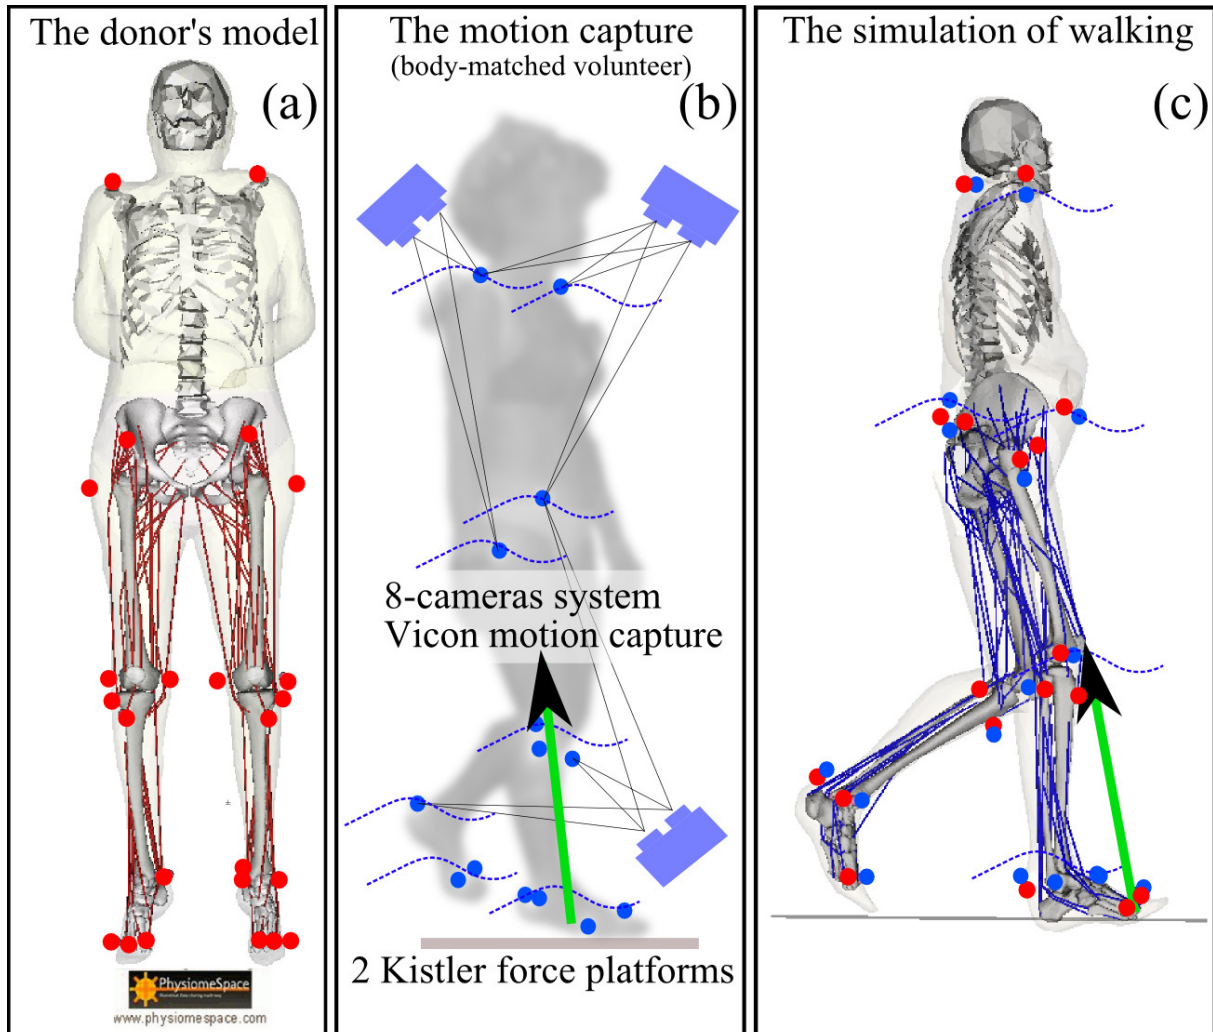 The donor's model
(a)
PhysiomeSpace
www.physiomespace.com
The motion capture
(body-matched volunteer)
(b)
8-cameras system
Vicon motion capture
2 Kistler force platforms
The simulation of walking
(c)